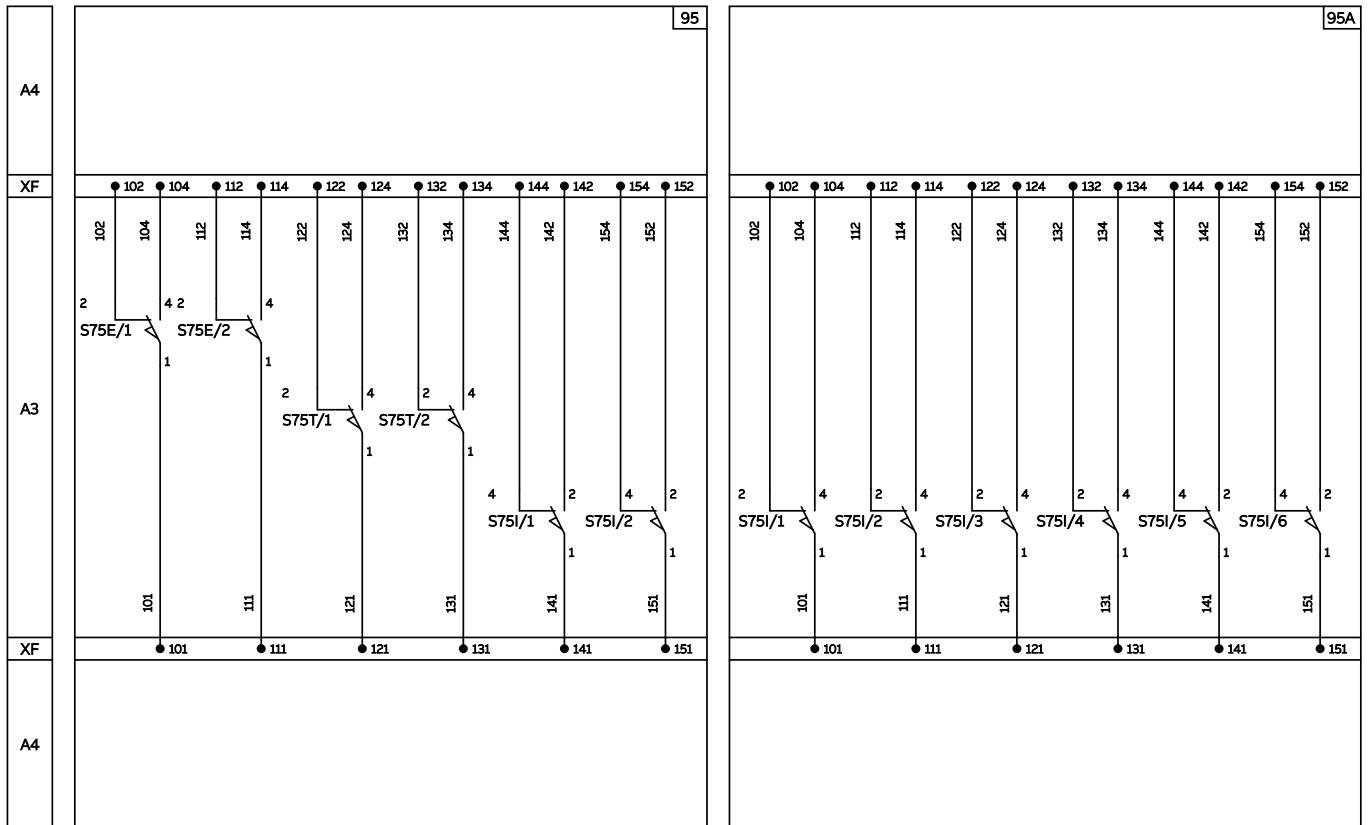 95 95A
A4
XF 102 104 112 114 122 124 132 134 144 142 154 152 102 104 112 114 122 124 132 134 144 142 154 152
102 104 112 114 122 124 132 134 144 142 154 152 102 104 112 114 122 124 132 134 144 142 154 152
2 4 2 4
S75E/1 S75E/2
1 1
2 4 2 4
A3
S75T/1 S75T/2
1 1
4 2 4 2 2 4 2 4 2 4 2 4 4 2 4 2
S75I/1 S75I/2 S75I/1 S75I/2 S75I/3 S75I/4 S75I/5 S75I/6
1 1 1 1 1 1 1 1
101 111 121 131 141 151 101 111 121 131 141 151
XF 101 111 121 131 141 151 101 111 121 131 141 151
A4